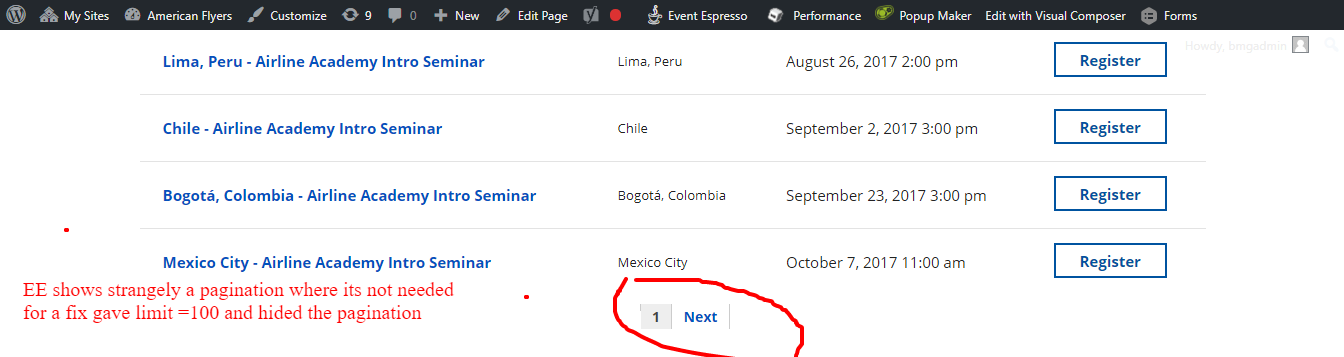 My Sites American Flyers Customize 9 0 New Edit Page Event Espresso Performance Popup Maker Edit with Visual Composer Forms
Howdy, bmgadmin
Lima, Peru - Airline Academy Intro Seminar Lima, Peru August 26, 2017 2:00 pm Register
Chile - Airline Academy Intro Seminar Chile September 2, 2017 3:00 pm Register
Bogotá, Colombia - Airline Academy Intro Seminar Bogotá, Colombia September 23, 2017 3:00 pm Register
Mexico City - Airline Academy Intro Seminar Mexico City October 7, 2017 11:00 am Register
EE shows strangely a pagination where its not needed
for a fix gave limit =100 and hided the pagination
1 Next